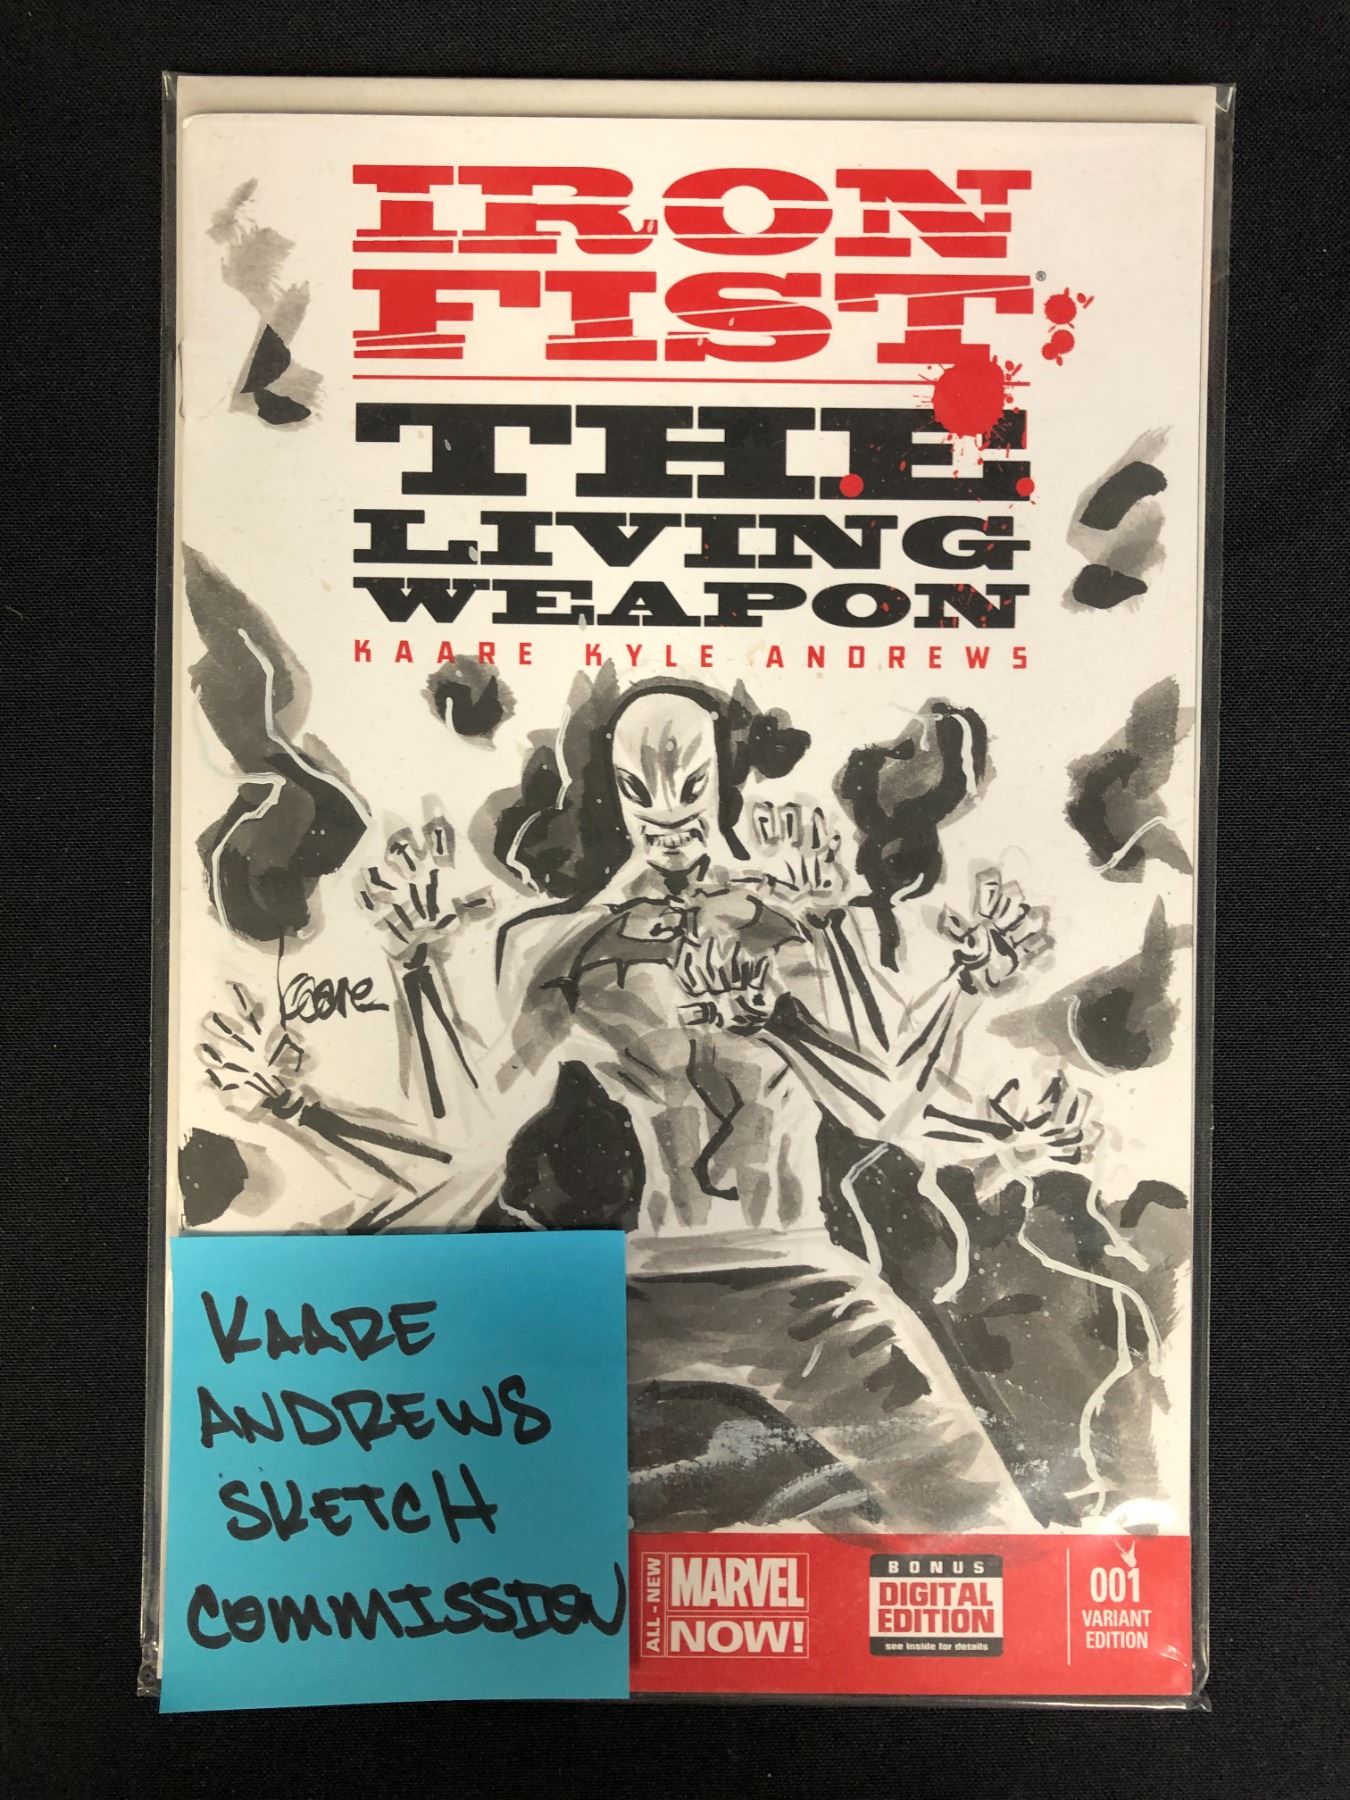 IRON
FIST®
THE
LIVING
WEAPON
KAARE KYLE ANDREWS
Kaare
KAARE
ANDREWS
SKETCH
COMMISSION
ALL-NEW
MARVEL
NOW!
BONUS
DIGITAL
EDITION
see inside for details
001
VARIANT
EDITION